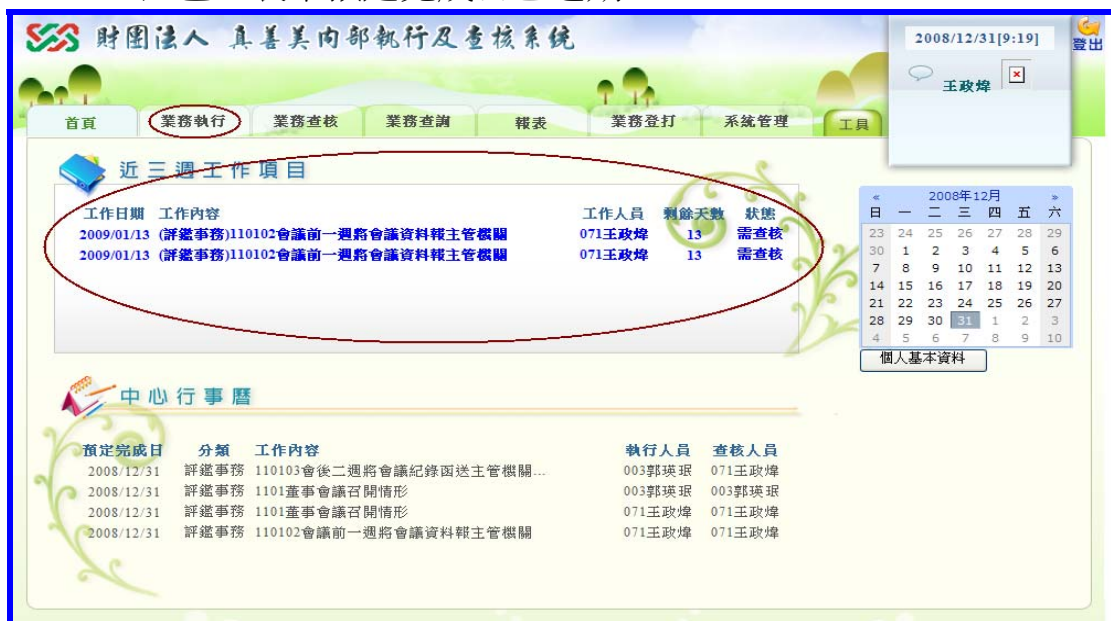 財團法人 真善美內部執行及查核系統
2008/12/31[9:19]
登出
王政煒
首頁 業務執行 業務查核 業務查詢 報表 業務登打 系統管理 工具
近三週工作項目
工作日期 工作內容 工作人員 剩餘天數 狀態
2009/01/13 (評鑑事務)110102會議前一週將會議資料報主管機關 071王政煒 13 需查核
2009/01/13 (評鑑事務)110102會議前一週將會議資料報主管機關 071王政煒 13 需查核
« 2008年12月 »
日 一 二 三 四 五 六
23 24 25 26 27 28 29
30 1 2 3 4 5 6
7 8 9 10 11 12 13
14 15 16 17 18 19 20
21 22 23 24 25 26 27
28 29 30 31 1 2 3
4 5 6 7 8 9 10
個人基本資料
中心行事曆
預定完成日 分類 工作內容 執行人員 查核人員
2008/12/31 評鑑事務 110103會後二週將會議紀錄函送主管機關... 003郭瑛珉 071王政煒
2008/12/31 評鑑事務 1101董事會議召開情形 003郭瑛珉 003郭瑛珉
2008/12/31 評鑑事務 1101董事會議召開情形 071王政煒 071王政煒
2008/12/31 評鑑事務 110102會議前一週將會議資料報主管機關 071王政煒 071王政煒